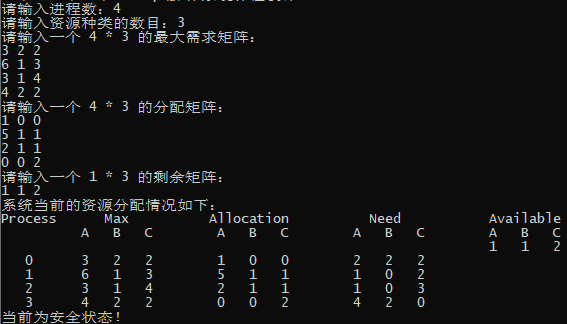 请输入进程数：4
请输入资源种类的数目：3
请输入一个 4 * 3 的最大需求矩阵：
3 2 2
6 1 3
3 1 4
4 2 2
请输入一个 4 * 3 的分配矩阵：
1 0 0
5 1 1
2 1 1
0 0 2
请输入一个 1 * 3 的剩余矩阵：
1 1 2
系统当前的资源分配情况如下：
Process Max Allocation Need Available
A B C A B C A B C A B C
1 1 2
0 3 2 2 1 0 0 2 2 2
1 6 1 3 5 1 1 1 0 2
2 3 1 4 2 1 1 1 0 3
3 4 2 2 0 0 2 4 2 0
当前为安全状态！